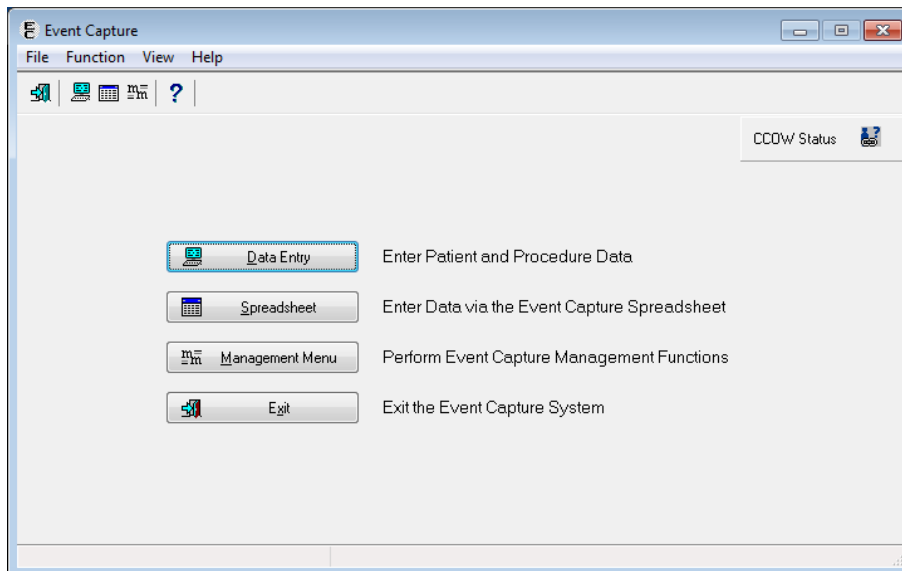 Event Capture
File Function View Help
CCOW Status
Data Entry Enter Patient and Procedure Data
Spreadsheet Enter Data via the Event Capture Spreadsheet
Management Menu Perform Event Capture Management Functions
Exit Exit the Event Capture System